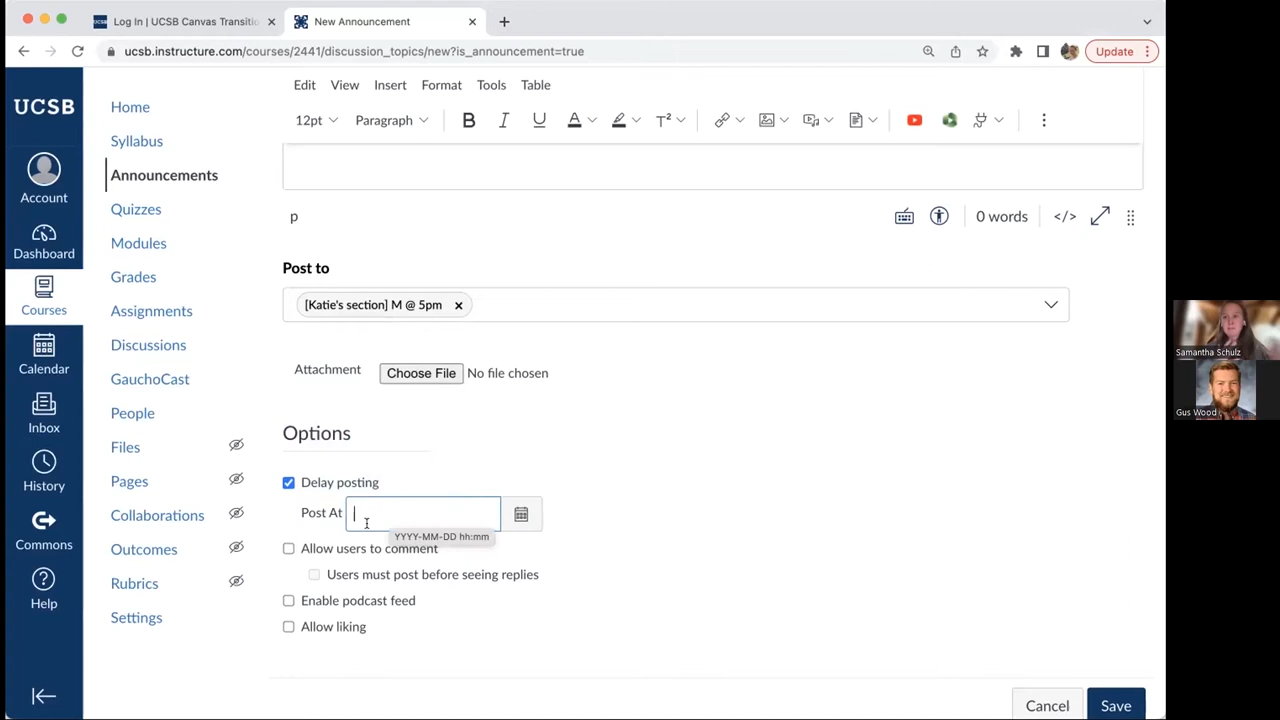 Log In | UCSB Canvas Transitio
New Announcement
ucsb.instructure.com/courses/2441/discussion_topics/new?is_announcement=true
Update
UCSB
Account
Dashboard
Courses
Calendar
Inbox
History
Commons
Help
Home
Syllabus
Announcements
Quizzes
Modules
Grades
Assignments
Discussions
GauchoCast
People
Files
Pages
Collaborations
Outcomes
Rubrics
Settings
Edit View Insert Format Tools Table
12pt Paragraph B I U A T²
p
0 words </>
Post to
[Katie's section] M @ 5pm
Attachment Choose File No file chosen
Options
Delay posting
Post At
YYYY-MM-DD hh:mm
Allow users to comment
Users must post before seeing replies
Enable podcast feed
Allow liking
Cancel Save
Samantha Schulz
Gus Wood